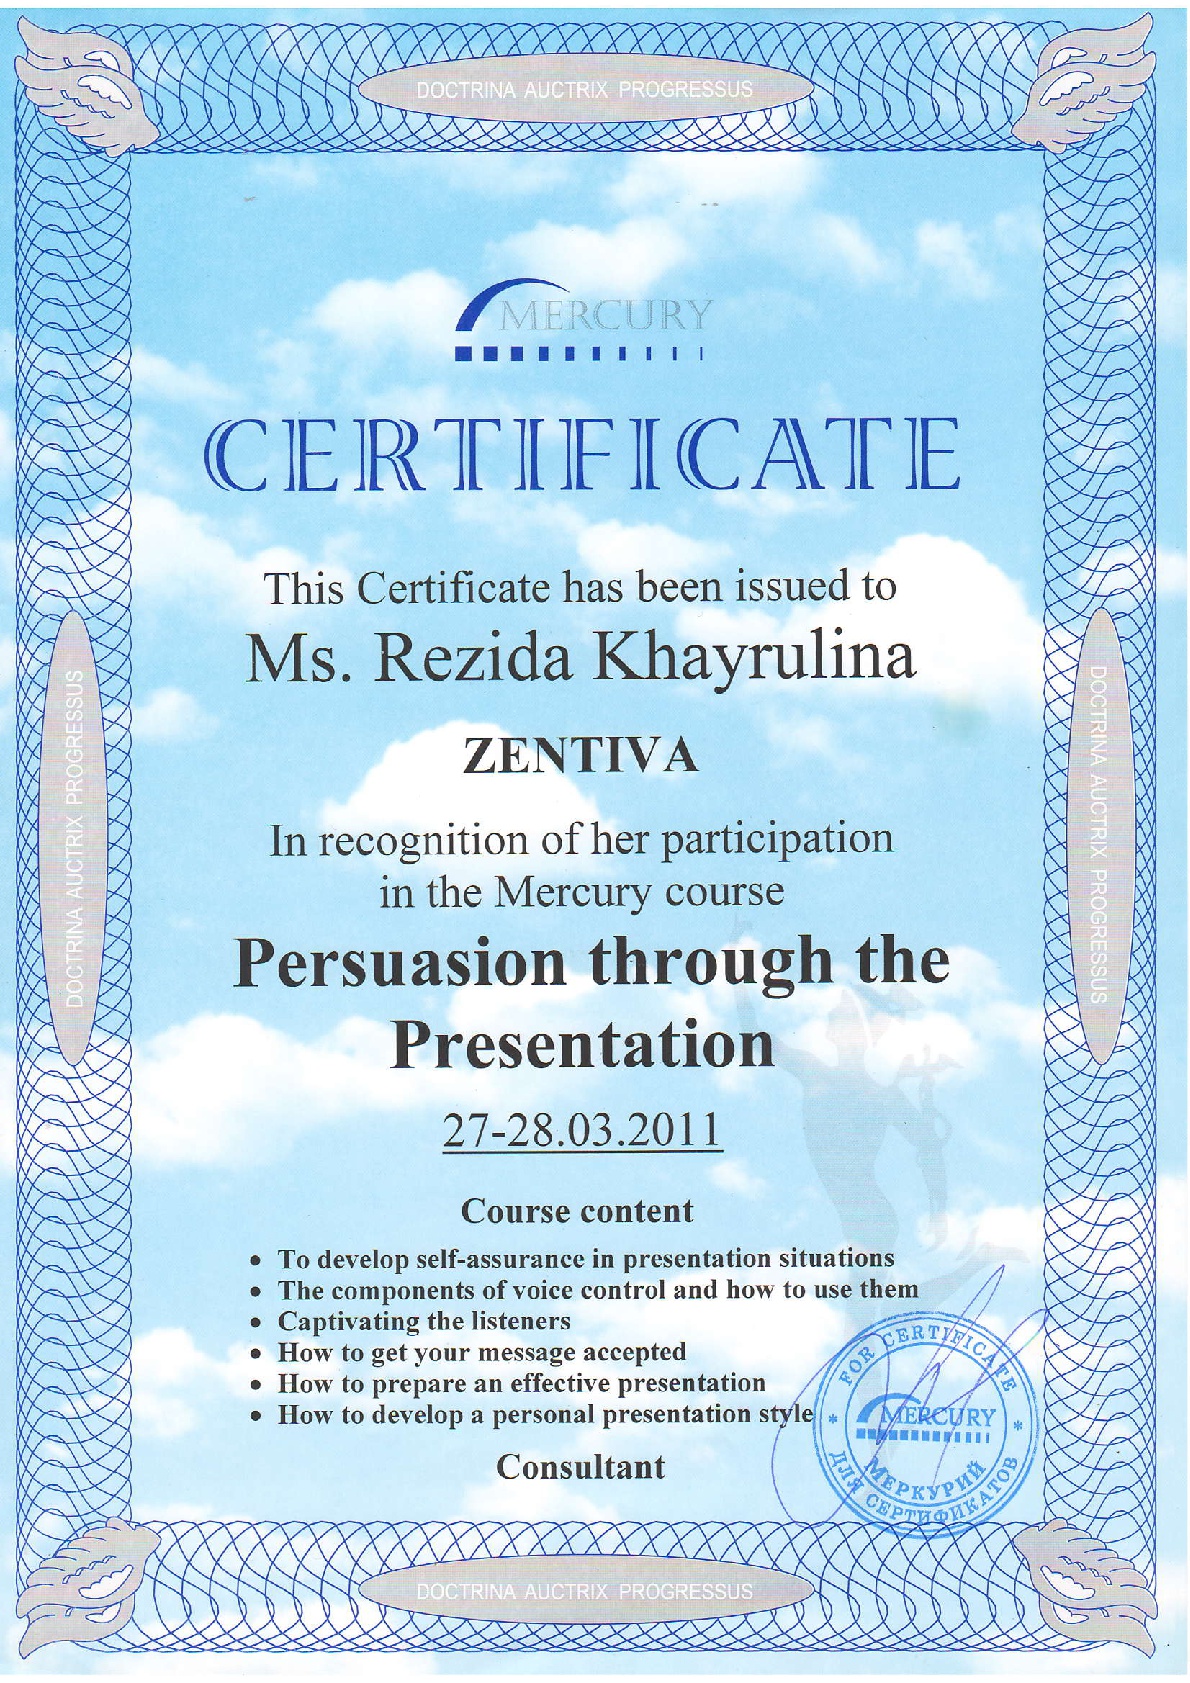 DOCTRINA AUCTRIX PROGRESSUS
MERCURY
CERTIFICATE
This Certificate has been issued to
Ms. Rezida Khayrulina
ZENTIVA
DOCTRINA AUCTRIX PROGRESSUS
DOCTRINA AUCTRIX PROGRESSUS
In recognition of her participation
in the Mercury course
Persuasion through the
Presentation
27-28.03.2011
Course content
• To develop self-assurance in presentation situations
• The components of voice control and how to use them
• Captivating the listeners
• How to get your message accepted
• How to prepare an effective presentation
• How to develop a personal presentation style
Consultant
FOR CERTIFICATE
MERCURY
МЕРКУРИЙ
ДЛЯ СЕРТИФИКАТОВ
DOCTRINA AUCTRIX PROGRESSUS